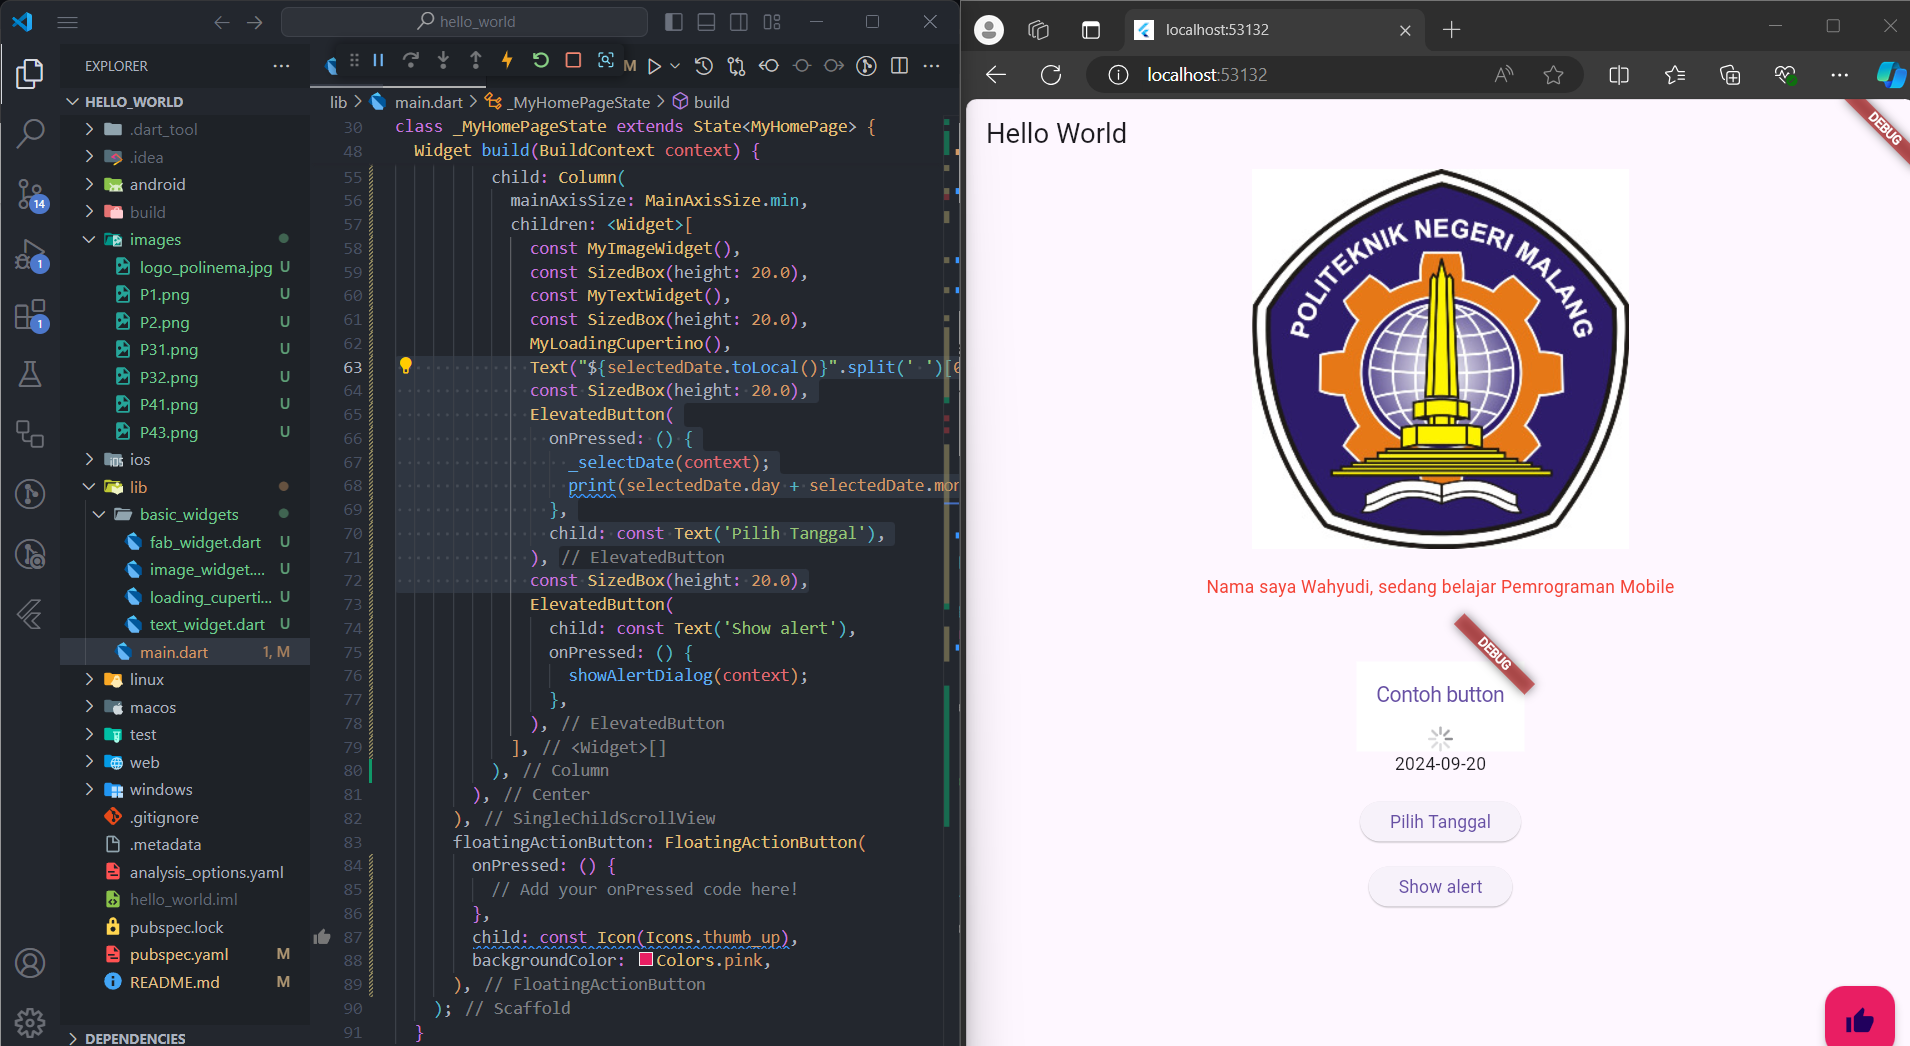 hello_world
EXPLORER
HELLO_WORLD
.dart_tool
.idea
android
build
images
logo_polinema.jpg U
P1.png U
P2.png U
P31.png U
P32.png U
P41.png U
P43.png U
ios
lib
basic_widgets
fab_widget.dart U
image_widget.... U
loading_cuperti... U
text_widget.dart U
main.dart 1, M
linux
macos
test
web
windows
.gitignore
.metadata
analysis_options.yaml
hello_world.iml
pubspec.lock
pubspec.yaml M
README.md M
DEPENDENCIES
14
1
1
M
lib > main.dart > _MyHomePageState > build
30 class _MyHomePageState extends State<MyHomePage> {
48 Widget build(BuildContext context) {
55 child: Column(
56 mainAxisSize: MainAxisSize.min,
57 children: <Widget>[
58 const MyImageWidget(),
59 const SizedBox(height: 20.0),
60 const MyTextWidget(),
61 const SizedBox(height: 20.0),
62 MyLoadingCupertino(),
63 Text("${selectedDate.toLocal()}".split(' ')[0
64 const SizedBox(height: 20.0),
65 ElevatedButton(
66 onPressed: () {
67 _selectDate(context);
68 print(selectedDate.day + selectedDate.mon
69 },
70 child: const Text('Pilih Tanggal'),
71 ), // ElevatedButton
72 const SizedBox(height: 20.0),
73 ElevatedButton(
74 child: const Text('Show alert'),
75 onPressed: () {
76 showAlertDialog(context);
77 },
78 ), // ElevatedButton
79 ], // <Widget>[]
80 ), // Column
81 ), // Center
82 ), // SingleChildScrollView
83 floatingActionButton: FloatingActionButton(
84 onPressed: () {
85 // Add your onPressed code here!
86 },
87 child: const Icon(Icons.thumb_up),
88 backgroundColor: Colors.pink,
89 ), // FloatingActionButton
90 ); // Scaffold
91 }
localhost:53132
localhost:53132
Hello World
DEBUG
POLITEKNIK NEGERI MALANG
Nama saya Wahyudi, sedang belajar Pemrograman Mobile
DEBUG
Contoh button
2024-09-20
Pilih Tanggal
Show alert